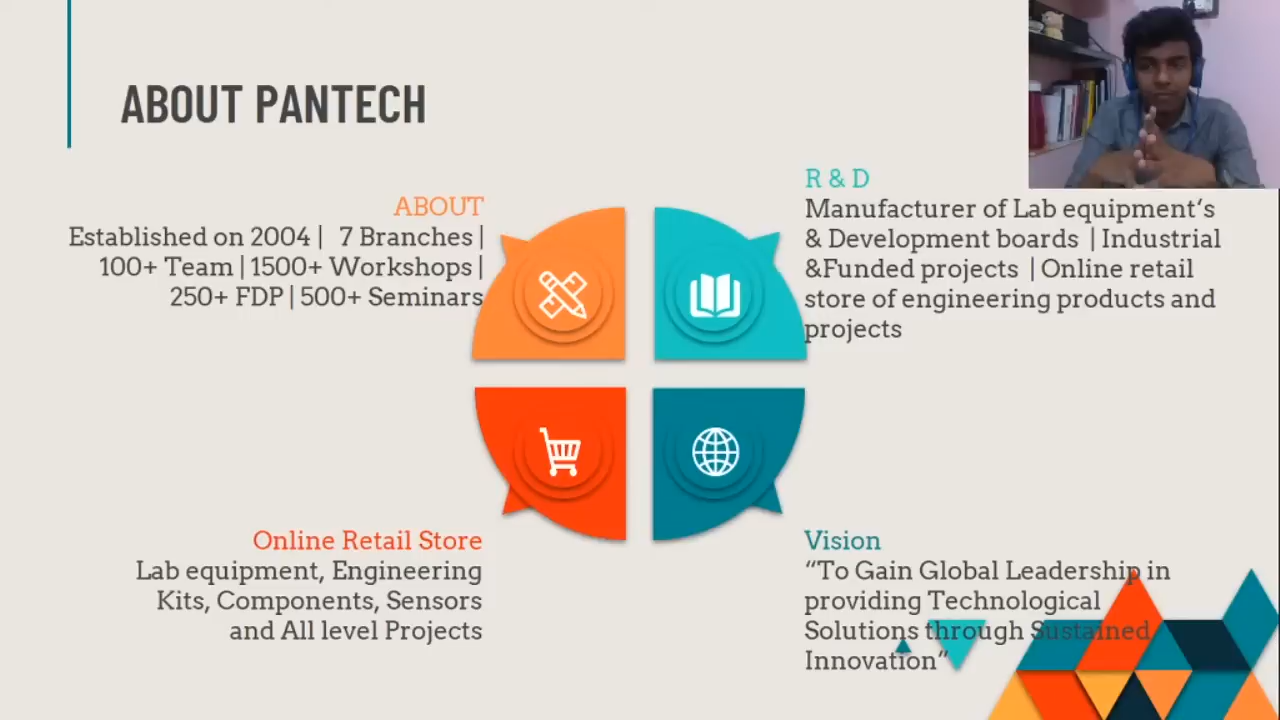 ABOUT PANTECH
ABOUT
Established on 2004 | 7 Branches |
100+ Team | 1500+ Workshops |
250+ FDP | 500+ Seminars
R & D
Manufacturer of Lab equipment‘s
& Development boards | Industrial
&Funded projects | Online retail
store of engineering products and
projects
Online Retail Store
Lab equipment, Engineering
Kits, Components, Sensors
and All level Projects
Vision
“To Gain Global Leadership in
providing Technological
Solutions through Sustained
Innovation”